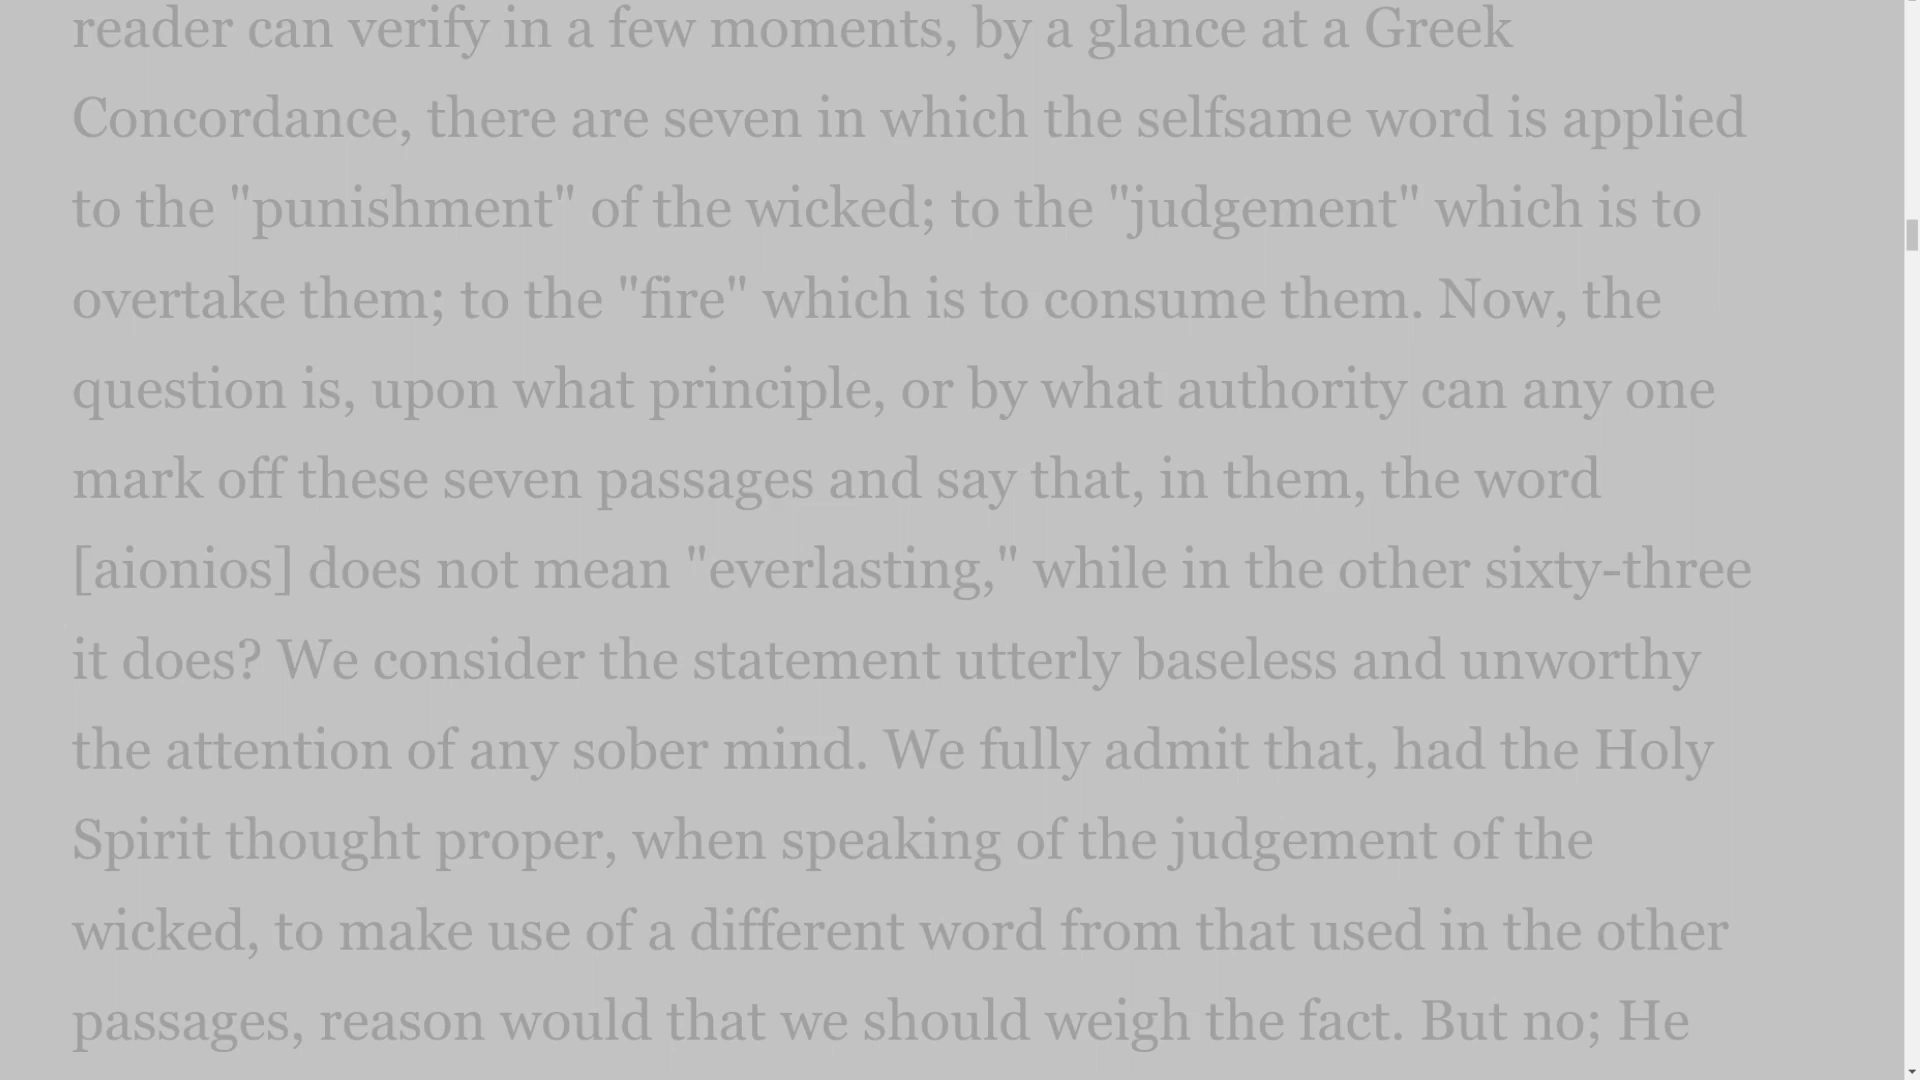 reader can verify in a few moments, by a glance at a Greek
Concordance, there are seven in which the selfsame word is applied
to the "punishment" of the wicked; to the "judgement" which is to
overtake them; to the "fire" which is to consume them. Now, the
question is, upon what principle, or by what authority can any one
mark off these seven passages and say that, in them, the word
[aionios] does not mean "everlasting," while in the other sixty-three
it does? We consider the statement utterly baseless and unworthy
the attention of any sober mind. We fully admit that, had the Holy
Spirit thought proper, when speaking of the judgement of the
wicked, to make use of a different word from that used in the other
passages, reason would that we should weigh the fact. But no; He